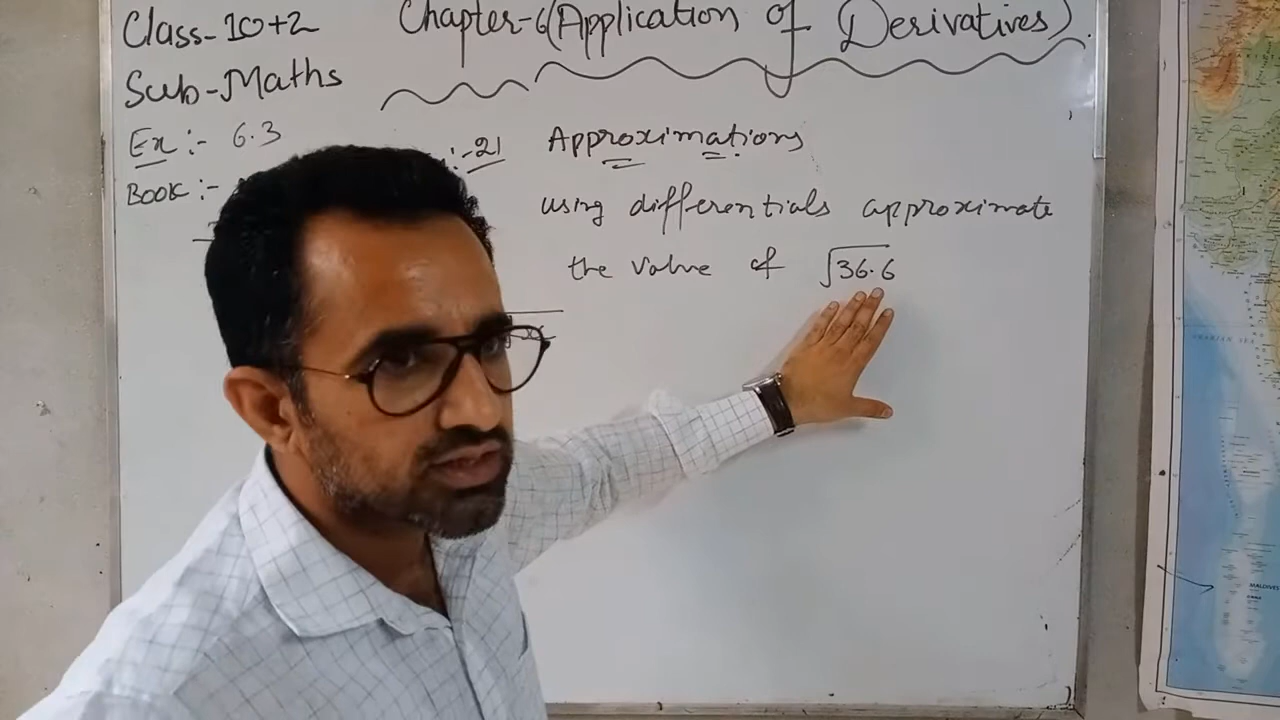 Class-10+2
Chapter-6(Application of Derivatives).
Sub-Maths
Ex:- 6.3
:-21
Approximations
BOOK:-
using differentials approximate
the value of √36.6
MALDIVES